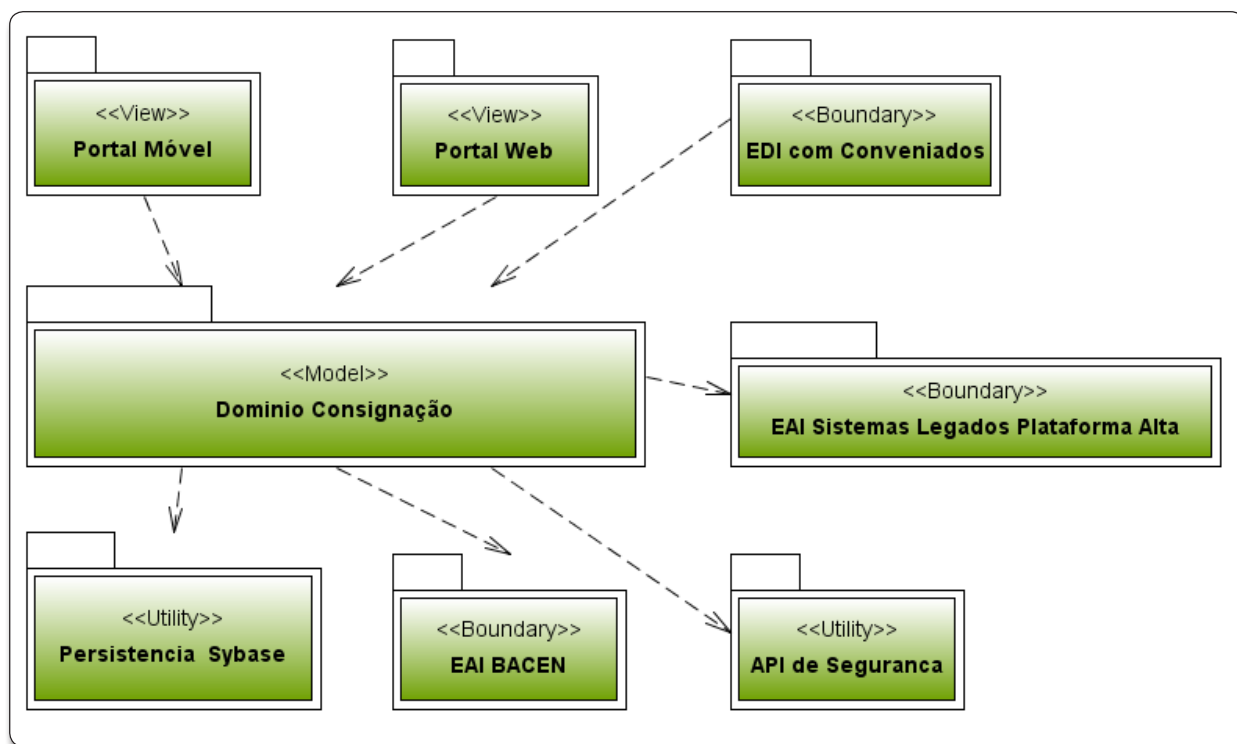 <<View>>
Portal Móvel
<<View>>
Portal Web
<<Boundary>>
EDI com Conveniados
<<Model>>
Dominio Consignação
<<Boundary>>
EAI Sistemas Legados Plataforma Alta
<<Utility>>
Persistencia  Sybase
<<Boundary>>
EAI BACEN
<<Utility>>
API de Seguranca